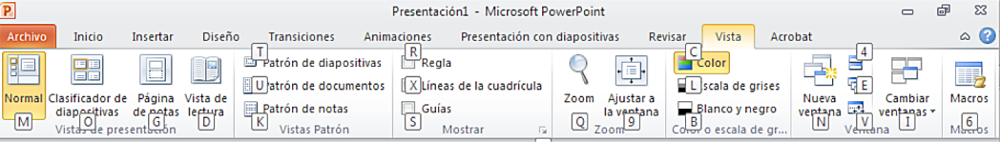 Presentación1 - Microsoft PowerPoint
Archivo Inicio Insertar Diseño Transiciones Animaciones Presentación con diapositivas Revisar Vista Acrobat
T R C 4
Patrón de diapositivas Regla Color
U Patrón de documentos X Líneas de la cuadrícula L Escala de grises E
Normal Clasificador de diapositivas Página de notas Vista de lectura Patrón de notas Guías Zoom Ajustar a la ventana Blanco y negro Nueva ventana Cambiar ventanas Macros
M O G D K S Q 9 B N V I 6
Vistas de presentación Vistas Patrón Mostrar Zoom Color o escala de gr... Ventana Macros